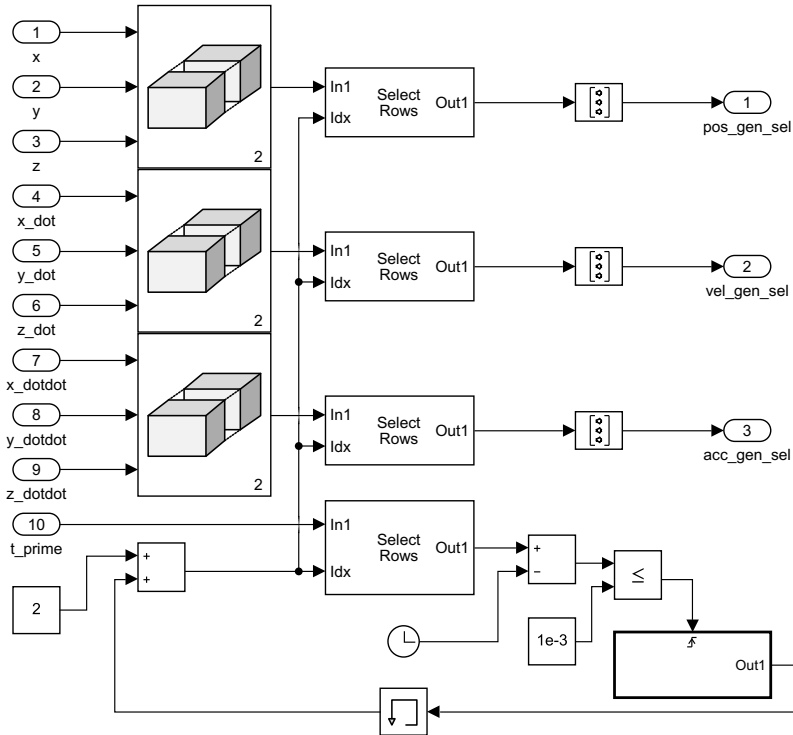 1
x
2
y
3
z
2
In1
Idx
Select
Rows
Out1
1
pos_gen_sel
4
x_dot
5
y_dot
6
z_dot
2
In1
Idx
Select
Rows
Out1
2
vel_gen_sel
7
x_dotdot
8
y_dotdot
9
z_dotdot
2
In1
Idx
Select
Rows
Out1
3
acc_gen_sel
10
t_prime
In1
Idx
Select
Rows
Out1
2
+
+
+
−
≤
1e-3
Out1